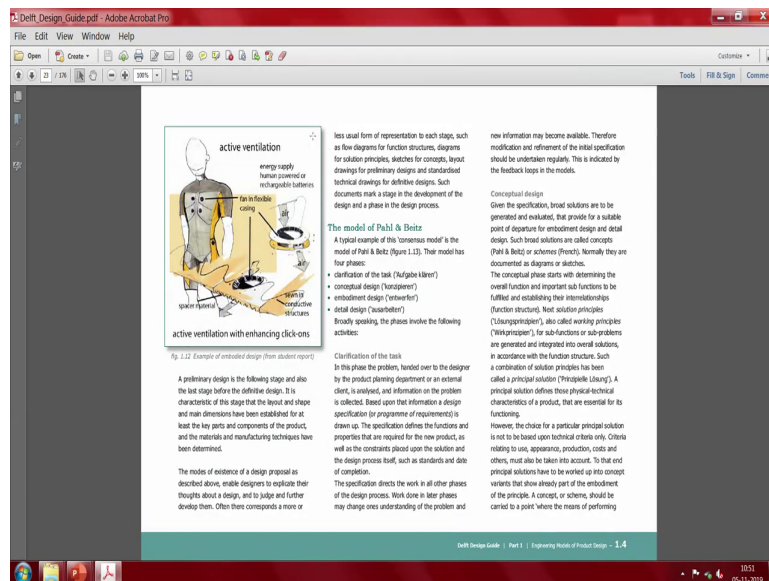 Delft_Design_Guide.pdf - Adobe Acrobat Pro
File Edit View Window Help
Open Create Customize
23 / 176 100% Tools Fill & Sign Comme
active ventilation
energy supply
human powered or
rechargable batteries
fan in flexible
casing
air
air
sewn in
conductive
structures
spacer material
active ventilation with enhancing click-ons
fig. 1.12 Example of embodied design (from student report)
A preliminary design is the following stage and also
the last stage before the definitive design. It is
characteristic of this stage that the layout and shape
and main dimensions have been established for at
least the key parts and components of the product,
and the materials and manufacturing techniques have
been determined.
The modes of existence of a design proposal as
described above, enable designers to explicate their
thoughts about a design, and to judge and further
develop them. Often there corresponds a more or
less usual form of representation to each stage, such
as flow diagrams for function structures, diagrams
for solution principles, sketches for concepts, layout
drawings for preliminary designs and standardised
technical drawings for definitive designs. Such
documents mark a stage in the development of the
design and a phase in the design process.
The model of Pahl & Beitz
A typical example of this 'consensus model' is the
model of Pahl & Beitz (figure 1.13). Their model has
four phases:
• clarification of the task ('Aufgabe klären')
• conceptual design ('konzipieren')
• embodiment design ('entwerfen')
• detail design ('ausarbeiten')
Broadly speaking, the phases involve the following
activities:
Clarification of the task
In this phase the problem, handed over to the designer
by the product planning department or an external
client, is analysed, and information on the problem
is collected. Based upon that information a design
specification (or programme of requirements) is
drawn up. The specification defines the functions and
properties that are required for the new product, as
well as the constraints placed upon the solution and
the design process itself, such as standards and date
of completion.
The specification directs the work in all other phases
of the design process. Work done in later phases
may change ones understanding of the problem and
new information may become available. Therefore
modification and refinement of the initial specification
should be undertaken regularly. This is indicated by
the feedback loops in the models.
Conceptual design
Given the specification, broad solutions are to be
generated and evaluated, that provide for a suitable
point of departure for embodiment design and detail
design. Such broad solutions are called concepts
(Pahl & Beitz) or schemes (French). Normally they are
documented as diagrams or sketches.
The conceptual phase starts with determining the
overall function and important sub functions to be
fulfilled and establishing their interrelationships
(function structure). Next solution principles
('Lösungsprinzipien'), also called working principles
('Wirkprinzipien'), for sub-functions or sub-problems
are generated and integrated into overall solutions,
in accordance with the function structure. Such
a combination of solution principles has been
called a principal solution ('Prinzipielle Lösung'). A
principal solution defines those physical-technical
characteristics of a product, that are essential for its
functioning.
However, the choice for a particular principal solution
is not to be based upon technical criteria only. Criteria
relating to use, appearance, production, costs and
others, must also be taken into account. To that end
principal solutions have to be worked up into concept
variants that show already part of the embodiment
of the principle. A concept, or scheme, should be
carried to a point 'where the means of performing
Delft Design Guide | Part 1 | Engineering Models of Product Design – 1.4
10:51
05-11-2019